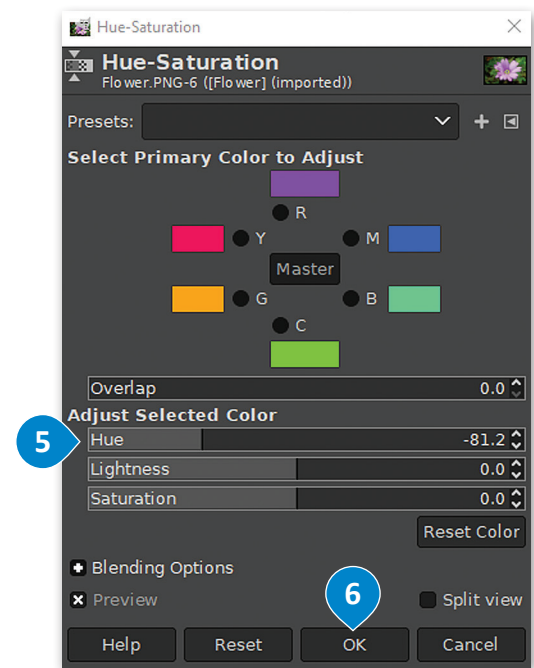 Hue-Saturation
Hue-Saturation
Flower.PNG-6 ([Flower] (imported))
Presets:
Select Primary Color to Adjust
R
Y M
Master
G B
C
Overlap 0.0
Adjust Selected Color
5 Hue -81.2
Lightness 0.0
Saturation 0.0
Reset Color
Blending Options
6
Preview Split view
Help Reset OK Cancel